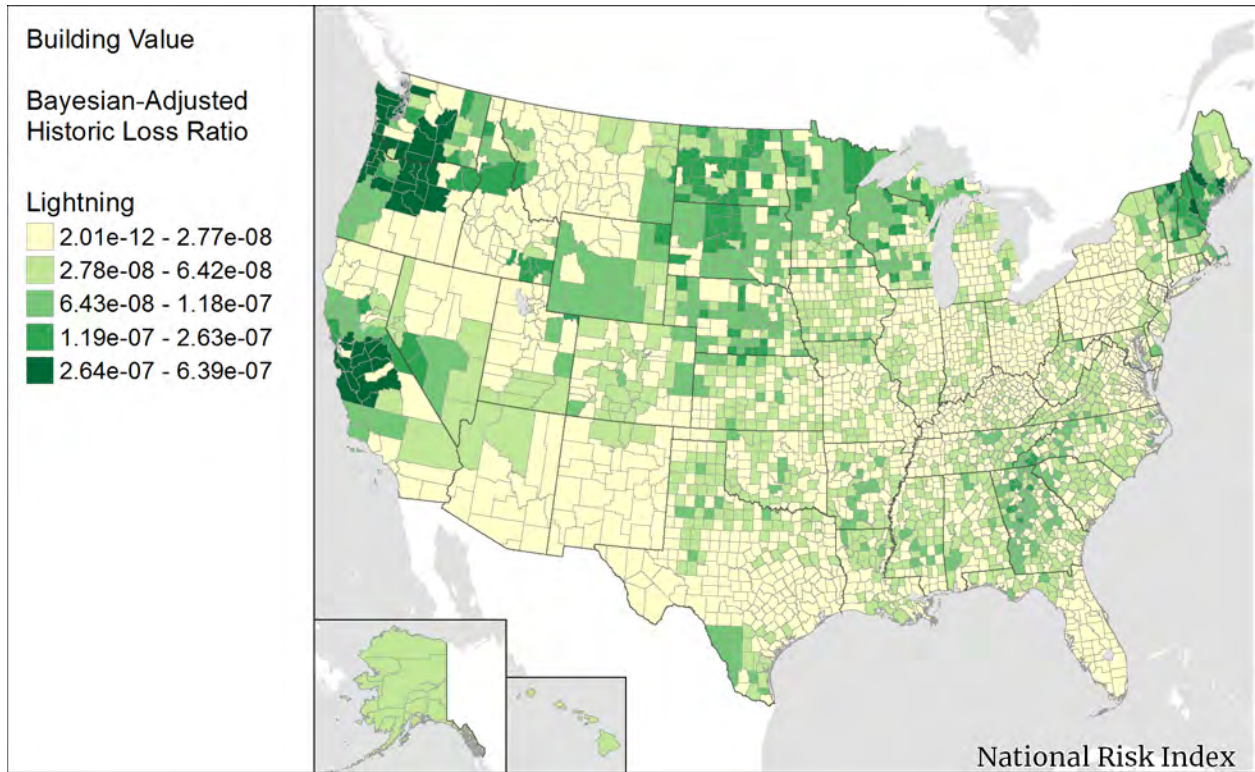 Building Value
Bayesian-Adjusted
Historic Loss Ratio
Lightning
2.01e-12 - 2.77e-08
2.78e-08 - 6.42e-08
6.43e-08 - 1.18e-07
1.19e-07 - 2.63e-07
2.64e-07 - 6.39e-07
National Risk Index